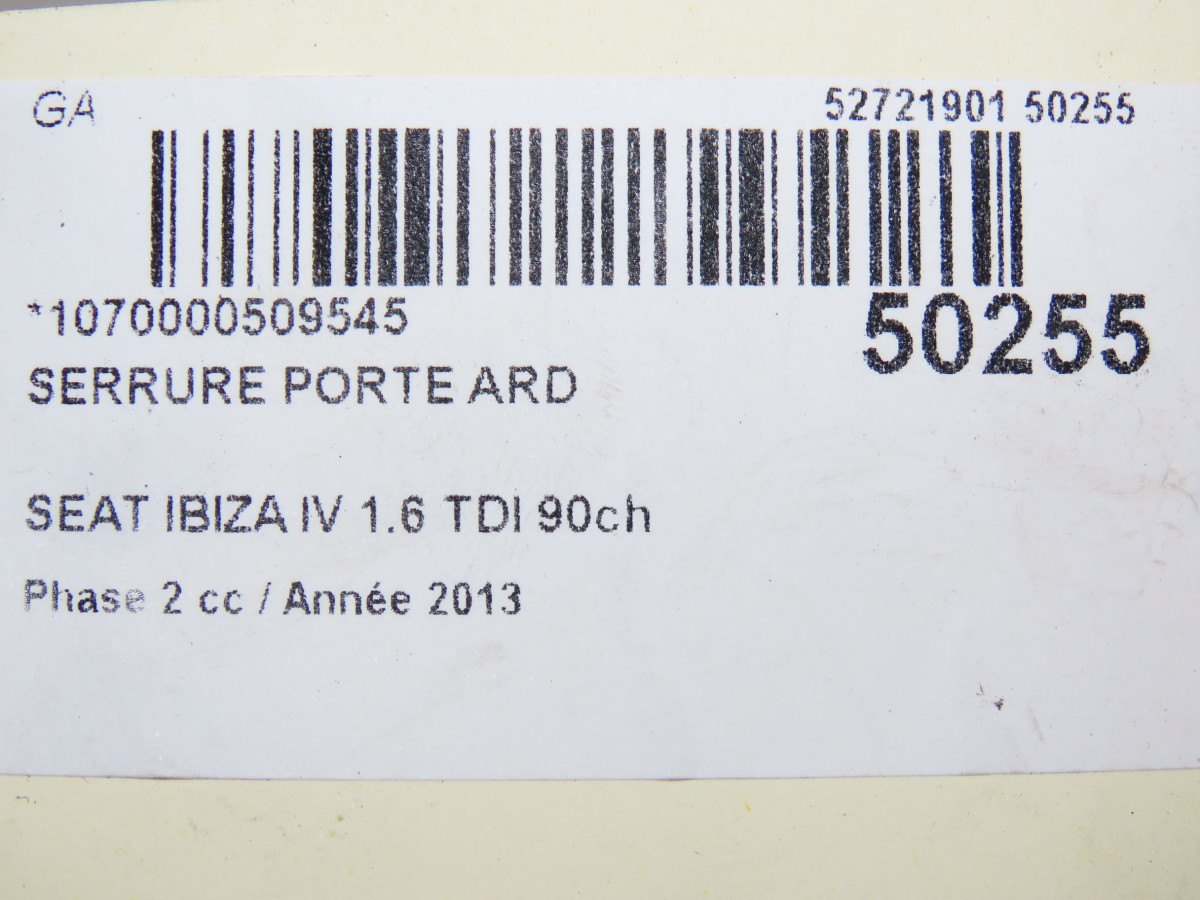 GA 52721901 50255
*1070000509545 50255
SERRURE PORTE ARD
SEAT IBIZA IV 1.6 TDI 90ch
Phase 2 cc / Année 2013